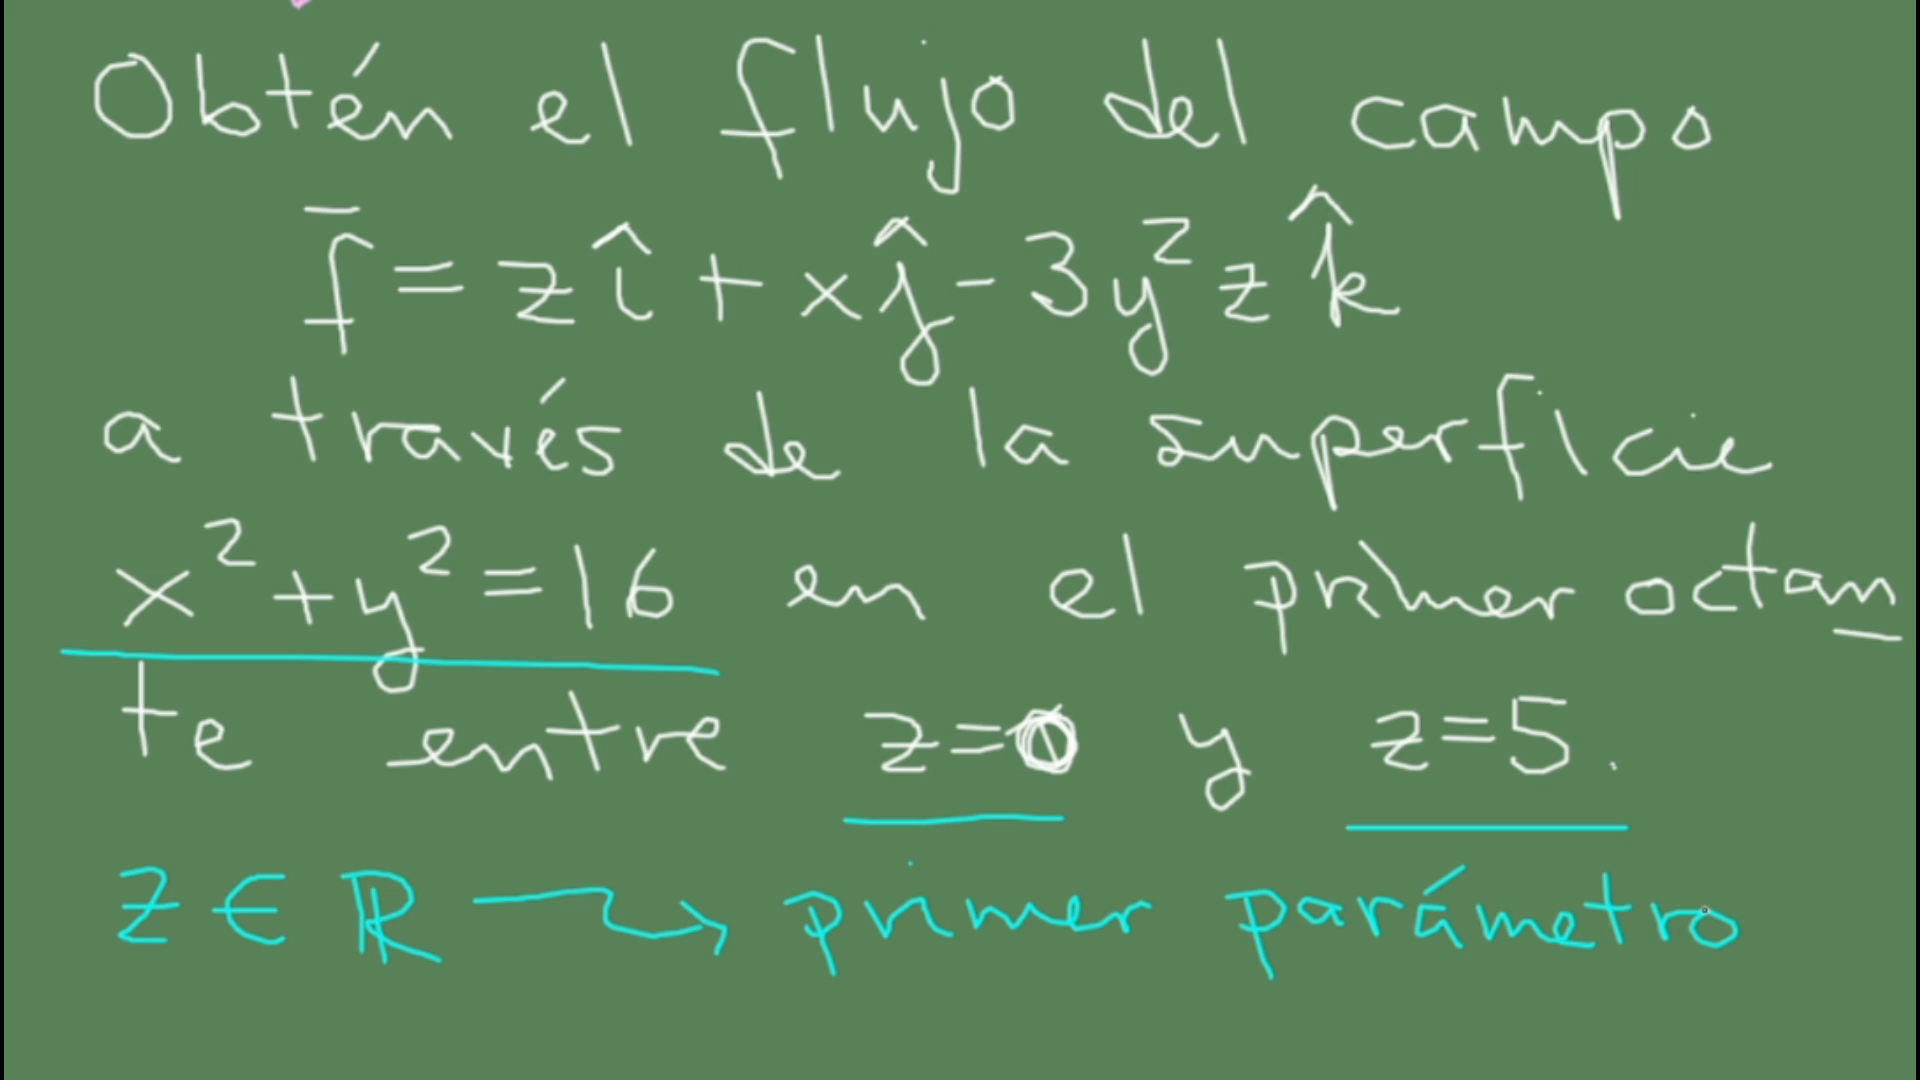 Obtén el flujo del campo
f̄ = z î + x ĵ - 3y² z k̂
a través de la superficie
x² + y² = 16 en el primer octan
te entre z=0 y z=5.
z ∈ ℝ ⟿ primer parámetro